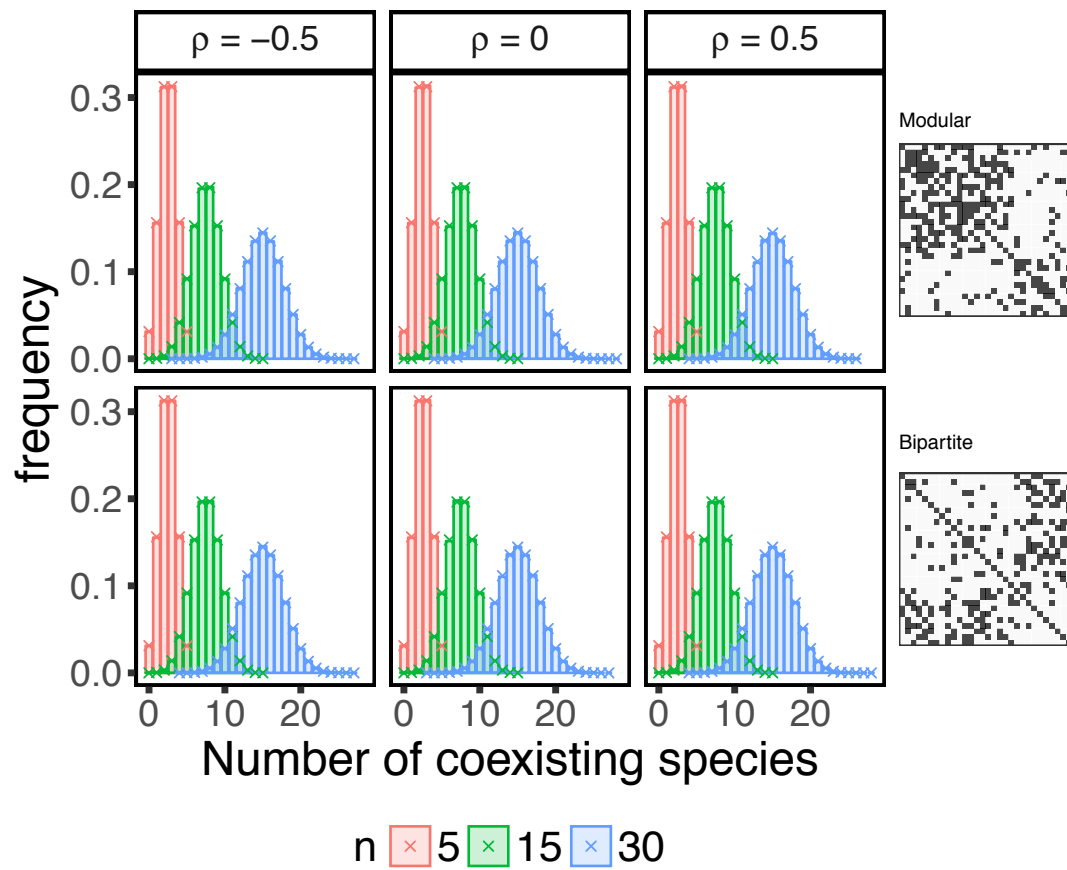 ρ = −0.5 ρ = 0 ρ = 0.5
Modular
0.3
0.2
0.1
0.0
frequency
Bipartite
0.3
0.2
0.1
0.0
0 10 20 0 10 20 0 10 20
Number of coexisting species
n 5 15 30